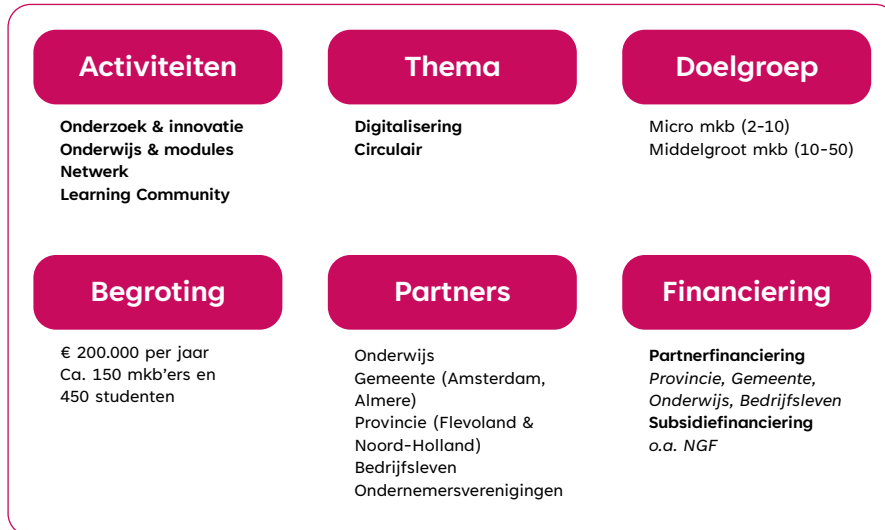 Activiteiten
Onderzoek & innovatie
Onderwijs & modules
Netwerk
Learning Community
Thema
Digitalisering
Circulair
Doelgroep
Micro mkb (2-10)
Middelgroot mkb (10-50)
Begroting
€ 200.000 per jaar
Ca. 150 mkb’ers en
450 studenten
Partners
Onderwijs
Gemeente (Amsterdam,
Almere)
Provincie (Flevoland &
Noord-Holland)
Bedrijfsleven
Ondernemersverenigingen
Financiering
Partnerfinanciering
Provincie, Gemeente,
Onderwijs, Bedrijfsleven
Subsidiefinanciering
o.a. NGF